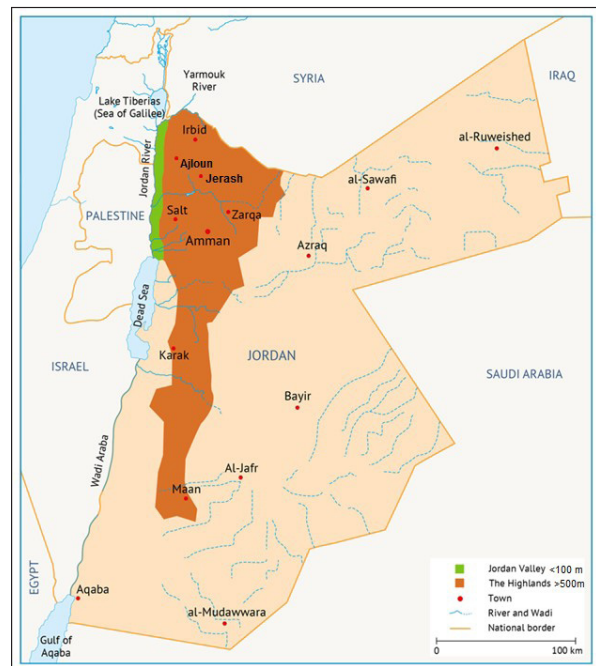 Yarmouk
River
SYRIA
IRAQ
Lake Tiberias
(Sea of Galilee)
Irbid
al-Ruweished
Jordan River
Ajloun
Jerash
al-Sawafi
PALESTINE
Salt
Zarqa
Amman
Azraq
Dead Sea
Karak
JORDAN
ISRAEL
SAUDI ARABIA
Bayir
Wadi Araba
Al-Jafr
Maan
EGYPT
Aqaba
al-Mudawwara
Gulf of
Aqaba
Jordan Valley <100 m
The Highlands >500m
Town
River and Wadi
National border
0 100 km